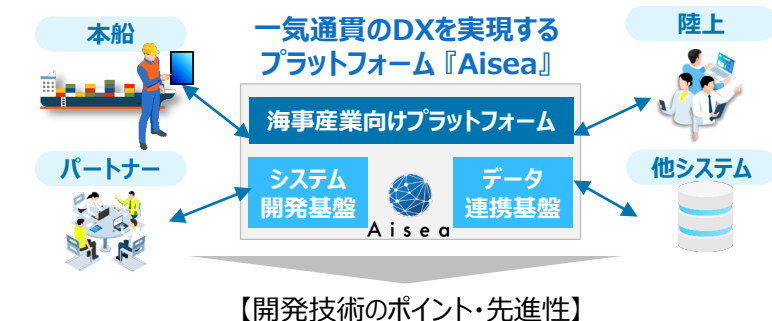 本船
一気通貫のDXを実現する
プラットフォーム『Aisea』
陸上
海事産業向けプラットフォーム
パートナー
システム
開発基盤
Aisea
データ
連携基盤
他システム
【開発技術のポイント・先進性】